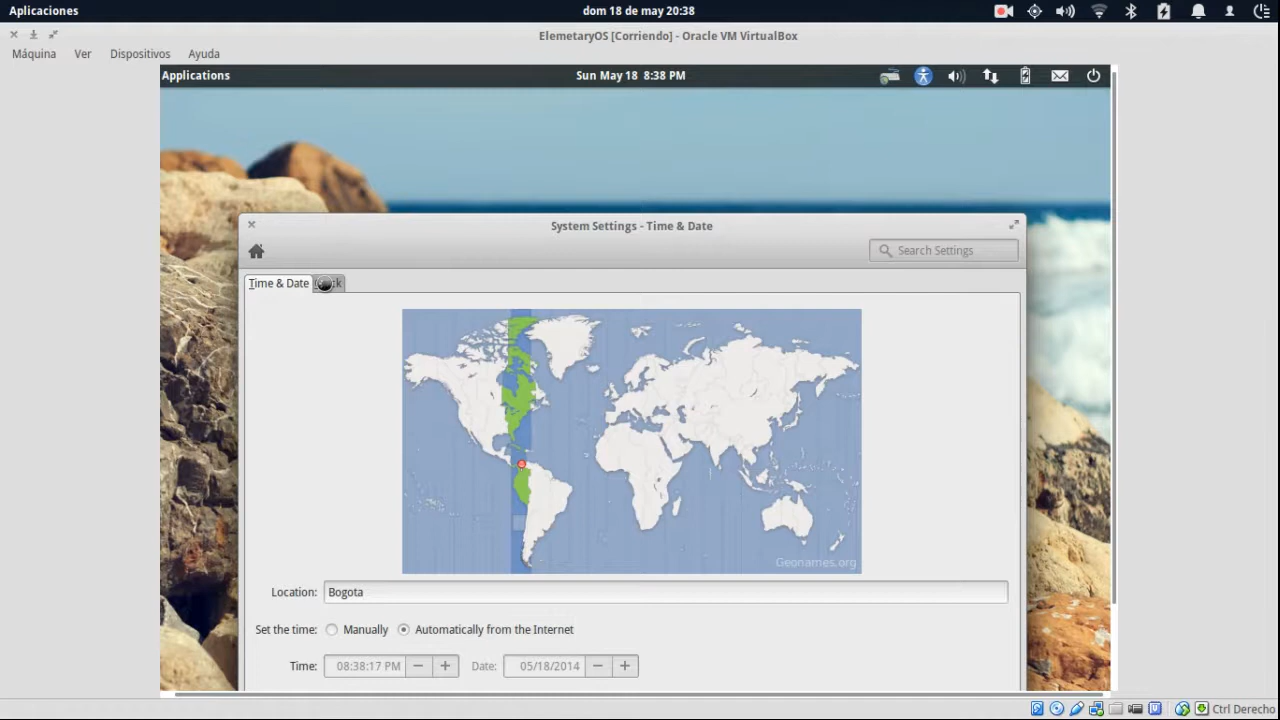 Aplicaciones
dom 18 de may 20:38
ElemetaryOS [Corriendo] - Oracle VM VirtualBox
Máquina Ver Dispositivos Ayuda
Applications
Sun May 18 8:38 PM
System Settings - Time & Date
Search Settings
Time & Date
Geonames.org
Location: Bogota
Set the time: Manually Automatically from the Internet
Time: 08:38:17 PM − + Date: 05/18/2014 − +
Ctrl Derecho